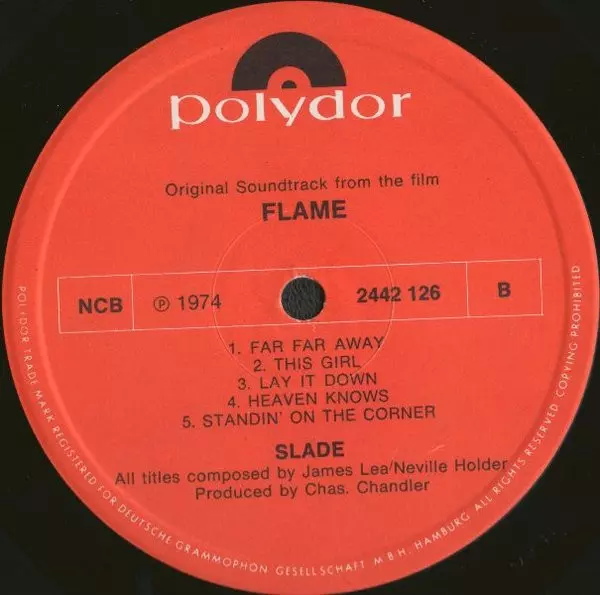 polydor
Original Soundtrack from the film
FLAME
NCB ℗ 1974 2442 126 B
1. FAR FAR AWAY
2. THIS GIRL
3. LAY IT DOWN
4. HEAVEN KNOWS
5. STANDIN' ON THE CORNER
SLADE
All titles composed by James Lea/Neville Holder
Produced by Chas. Chandler
POLYDOR TRADE MARK REGISTERED FOR DEUTSCHE GRAMMOPHON GESELLSCHAFT M B H. HAMBURG. ALL RIGHTS RESERVED. COPYING PROHIBITED